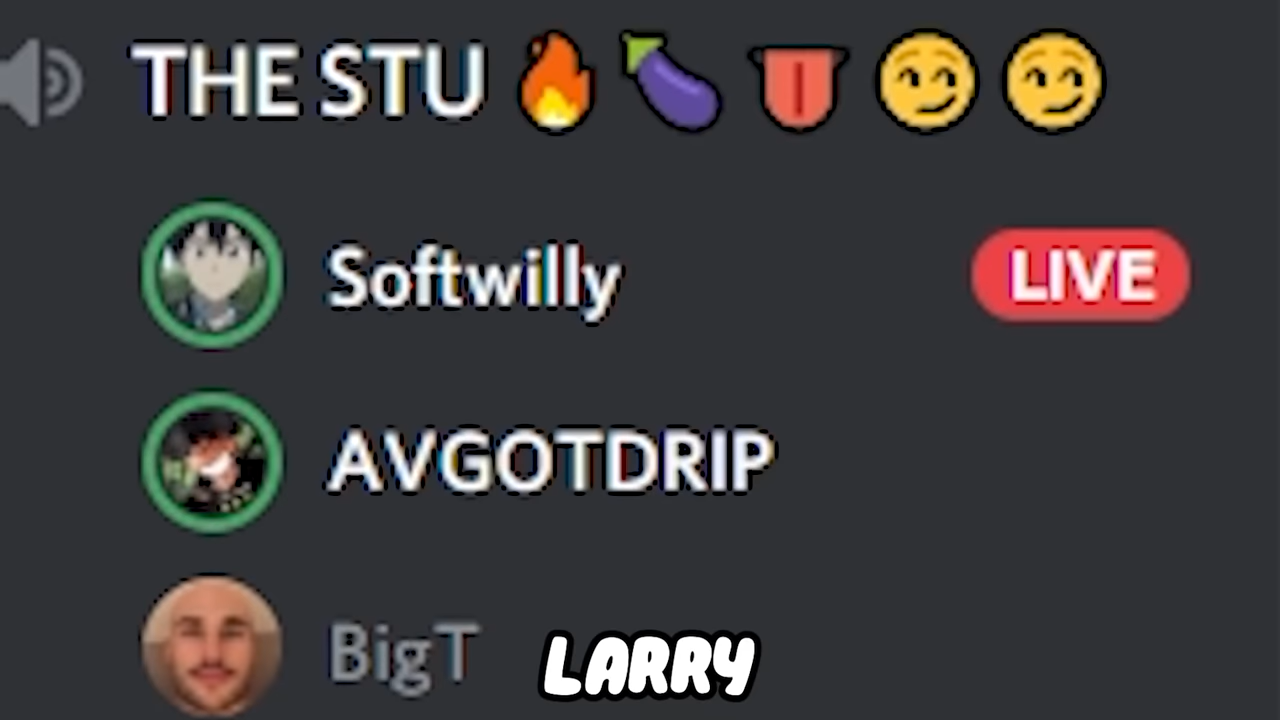 THE STU 🔥🍆👅😏😏
Softwilly LIVE
AVGOTDRIP
BigT
LARRY